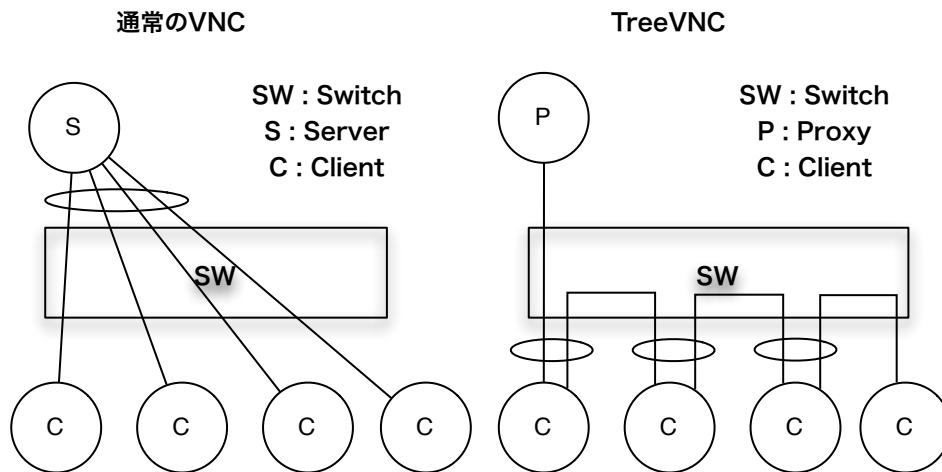 通常のVNC
SW : Switch
S : Server
C : Client
S
SW
C
C
C
C
TreeVNC
SW : Switch
P : Proxy
C : Client
P
SW
C
C
C
C